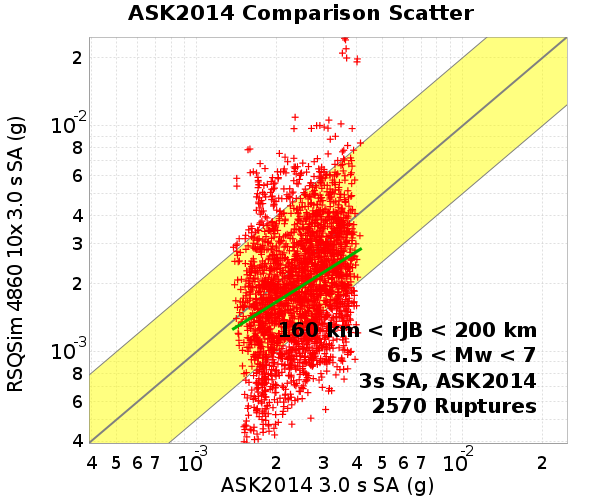 ASK2014 Comparison Scatter
RSQSim 4860 10x 3.0 s SA (g)
2
10-2
8
6
4
3
2
10-3
8
6
4
160 km < rJB < 200 km
6.5 < Mw < 7
3s SA, ASK2014
2570 Ruptures
4 5 6 7 10-3 2 3 4 5 6 7 10-2 2
ASK2014 3.0 s SA (g)